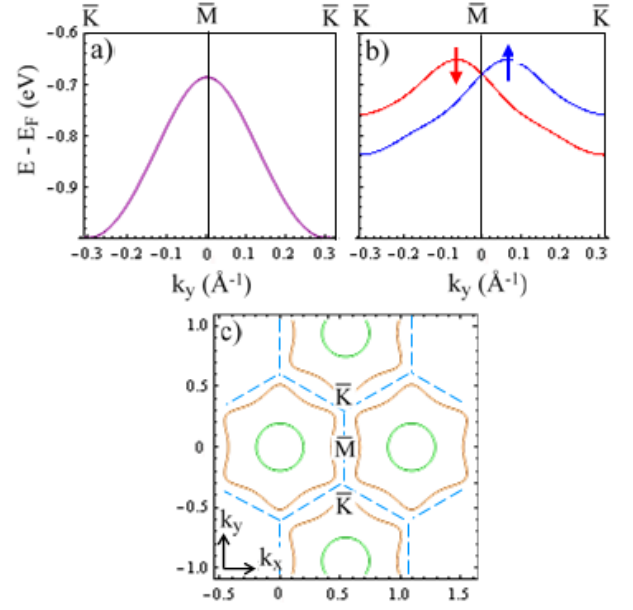 K̅ M̅ K̅ M̅ K̅
a) b)
-0.6
-0.7
-0.8
-0.9
E - E_F (eV)
-0.3 -0.2 -0.1 0 0.1 0.2 0.3 -0.3 -0.2 -0.1 0 0.1 0.2 0.3
k_y (Å⁻¹) k_y (Å⁻¹)
c)
1.0
0.5
0
-0.5
-1.0
K̅
M̅
K̅
k_y
k_x
-0.5 0 0.5 1.0 1.5